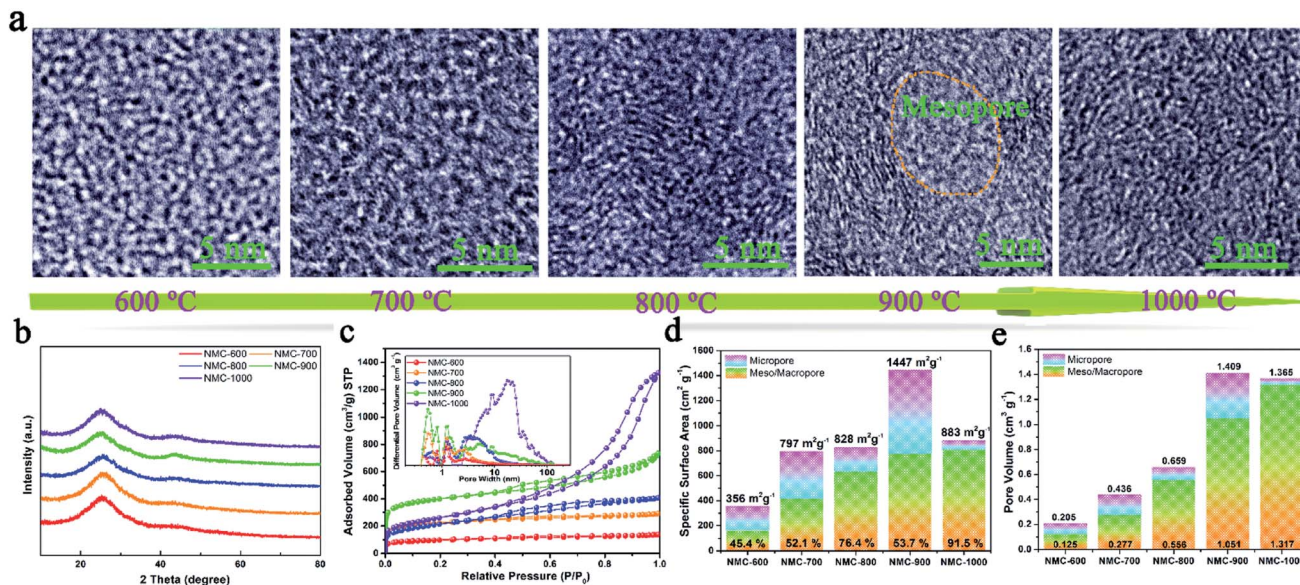 a
Mesopore
5 nm
5 nm
5 nm
5 nm
5 nm
600 ºC
700 ºC
800 ºC
900 ºC
1000 ºC
b
NMC-600 NMC-700
NMC-800 NMC-900
NMC-1000
Intensity (a.u.)
20 40 60 80
2 Theta (degree)
c
NMC-600
NMC-700
NMC-800
NMC-900
NMC-1000
Differential Pore Volume (cm³ g⁻¹)
1 10 100
Pore Width (nm)
Adsorbed Volume (cm³/g) STP
1400
1200
1000
800
600
400
200
0
0.0 0.2 0.4 0.6 0.8 1.0
Relative Pressure (P/P₀)
d
Micropore
Meso/Macropore
Specific Surface Area (cm² g⁻¹)
1600
1400
1200
1000
800
600
400
200
0
356 m²g⁻¹
797 m²g⁻¹
828 m²g⁻¹
1447 m²g⁻¹
883 m²g⁻¹
45.4 % 52.1 % 76.4 % 53.7 % 91.5 %
NMC-600 NMC-700 NMC-800 NMC-900 NMC-1000
e
Micropore
Meso/Macropore
Pore Volume (cm³ g⁻¹)
1.6
1.4
1.2
1.0
0.8
0.6
0.4
0.2
0.0
0.205
0.436
0.659
1.409
1.365
0.125 0.277 0.556 1.051 1.317
NMC-600 NMC-700 NMC-800 NMC-900 NMC-1000